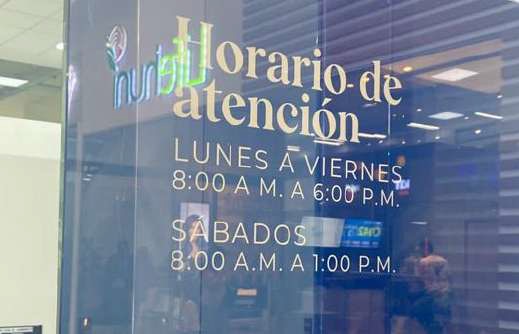 Horario de
atención
LUNES A VIERNES
8:00 A M. A 6:00 P.M.
SÁBADOS
8:00 A.M. A 1:00 P.M.